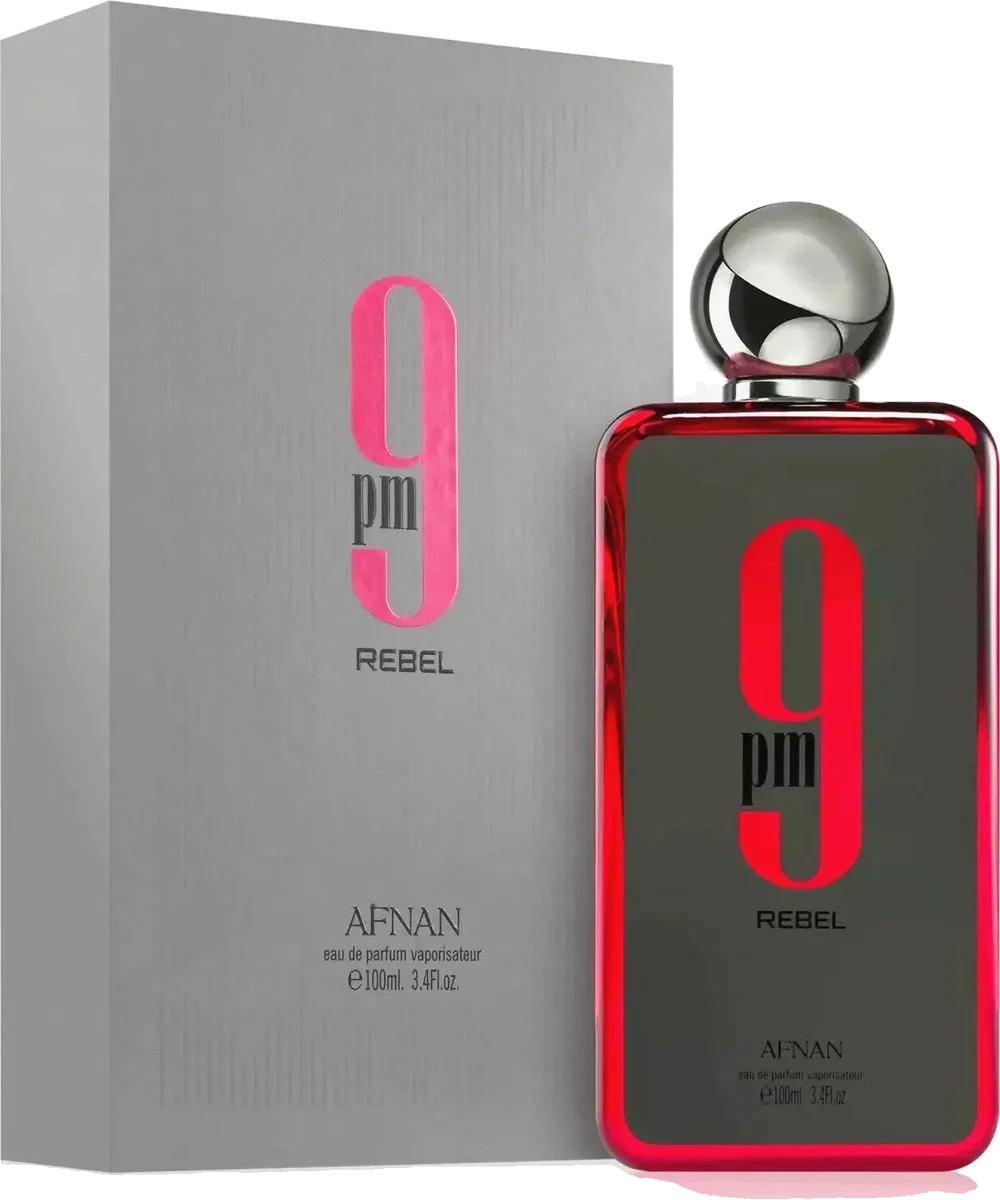 9
pm
REBEL
AFNAN
eau de parfum vaporisateur
℮100ml. 3.4Fl.oz.
9
pm
REBEL
AFNAN
eau de parfum vaporisateur
℮100ml 3.4Fl.oz